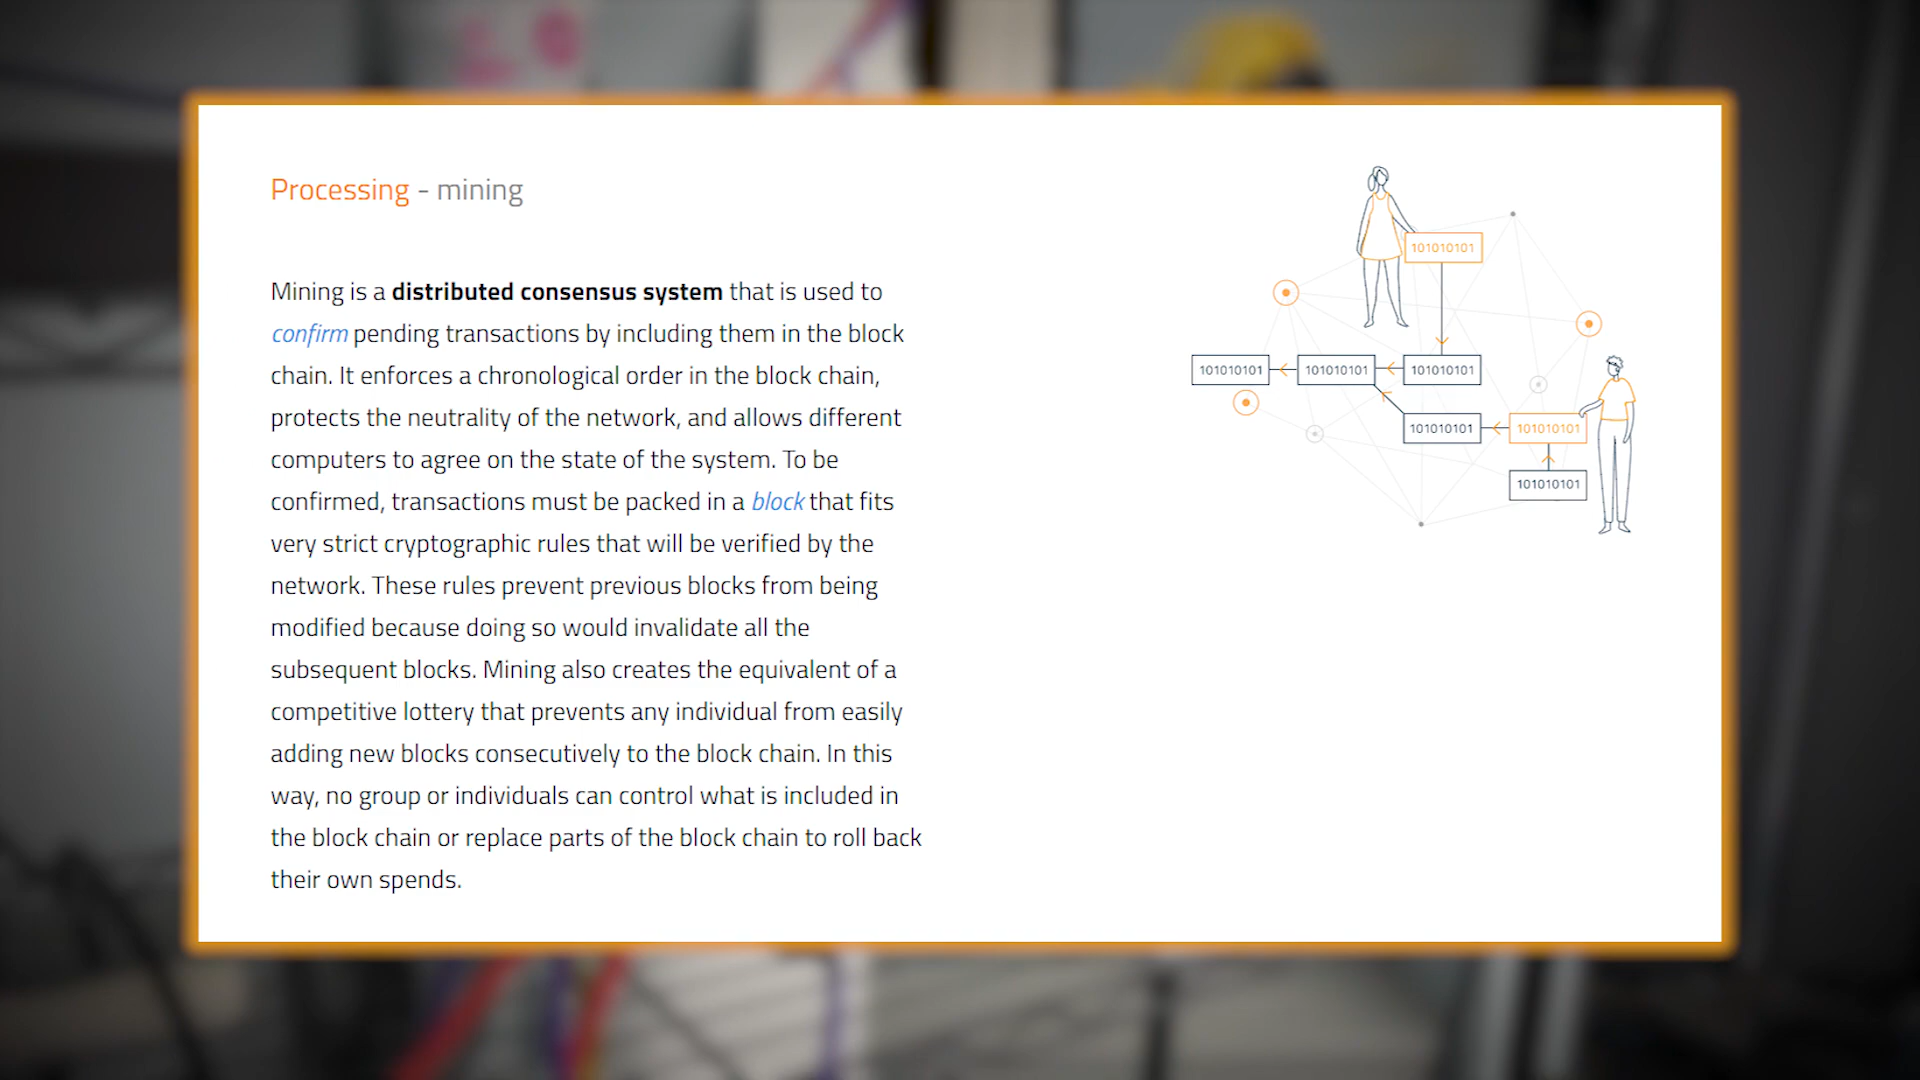 Processing - mining
Mining is a distributed consensus system that is used to
confirm pending transactions by including them in the block
chain. It enforces a chronological order in the block chain,
protects the neutrality of the network, and allows different
computers to agree on the state of the system. To be
confirmed, transactions must be packed in a block that fits
very strict cryptographic rules that will be verified by the
network. These rules prevent previous blocks from being
modified because doing so would invalidate all the
subsequent blocks. Mining also creates the equivalent of a
competitive lottery that prevents any individual from easily
adding new blocks consecutively to the block chain. In this
way, no group or individuals can control what is included in
the block chain or replace parts of the block chain to roll back
their own spends.
101010101
101010101 101010101 101010101
101010101 101010101
101010101